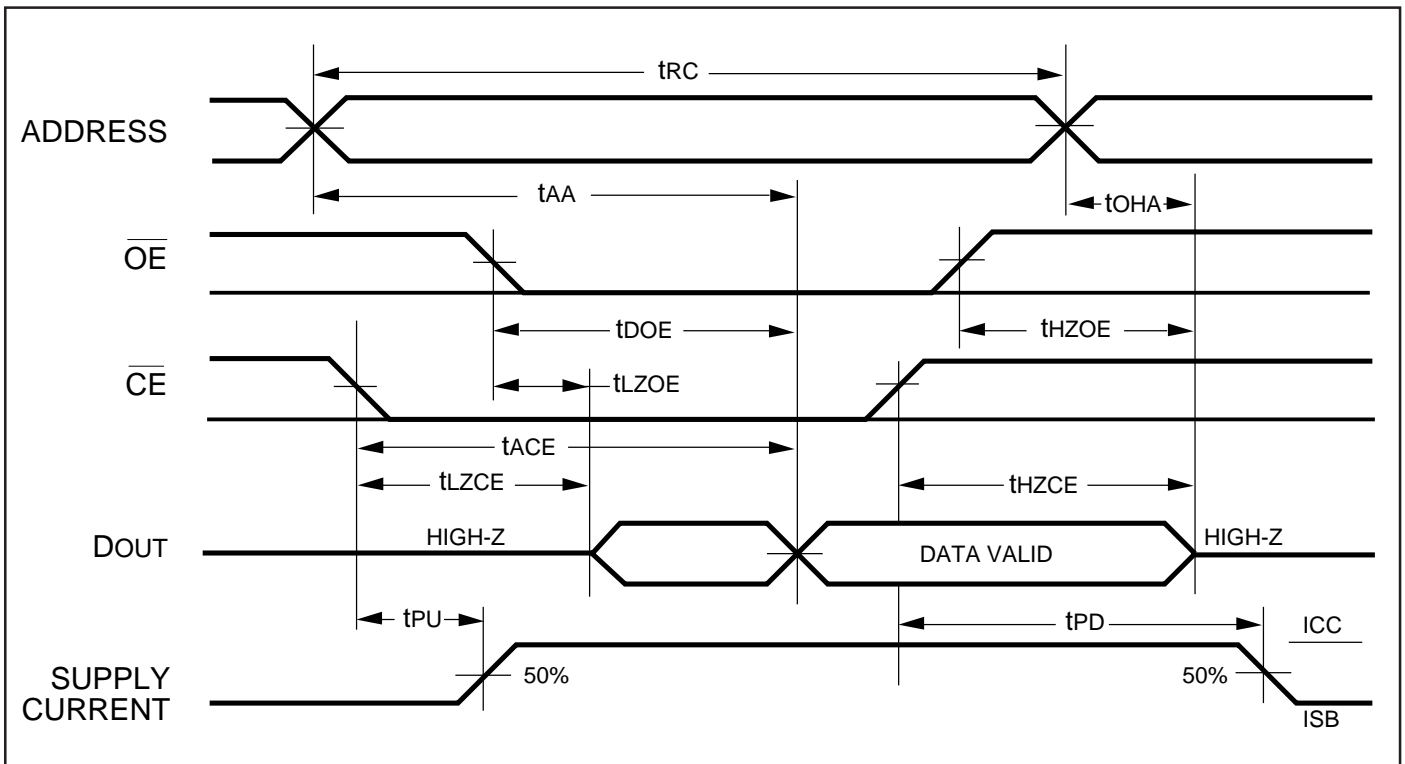 tRC
ADDRESS
tAA
tOHA
OE
tDOE
tHZOE
CE
tLZOE
tACE
tLZCE
tHZCE
DOUT
HIGH-Z
DATA VALID
HIGH-Z
tPU
tPD
ICC
SUPPLY
CURRENT
50%
50%
ISB